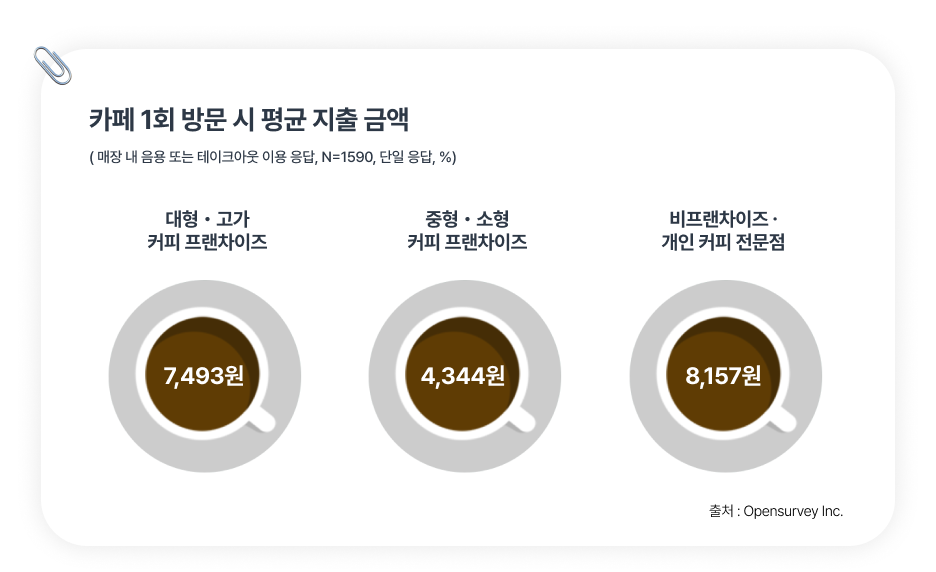 카페 1회 방문 시 평균 지출 금액
( 매장 내 음용 또는 테이크아웃 이용 응답, N=1590, 단일 응답, %)
대형・고가
커피 프랜차이즈
7,493원
중형・소형
커피 프랜차이즈
4,344원
비프랜차이즈 ·
개인 커피 전문점
8,157원
출처 : Opensurvey Inc.